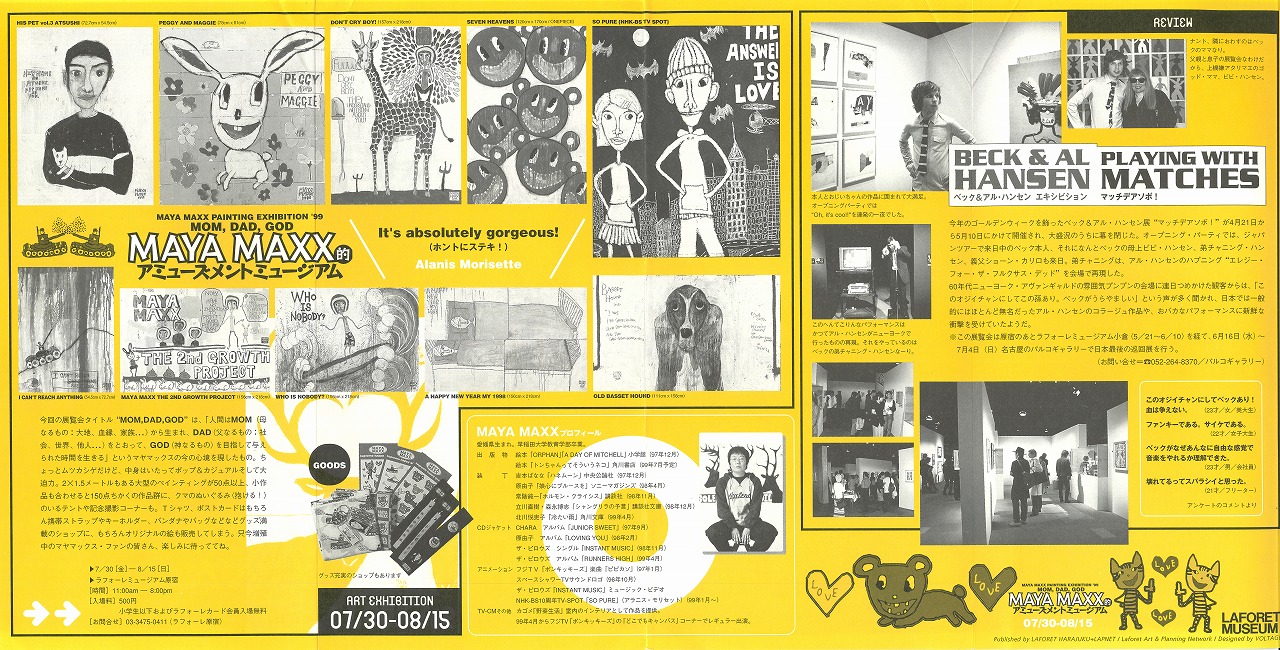 HIS PET vol.3 ATSUSHI (72.7cm x 54.5cm)
PEGGY AND MAGGIE (73cm x 61cm)
DON'T CRY BOY! (157cm x 218cm)
SEVEN HEAVENS (120cm x 170cm / ONEPIECE)
SO PURE (NHK-BS TV SPOT)
PEGGY
AND
MAGGIE
THE
ANSWER
IS
LOVE
MAYA MAXX PAINTING EXHIBITION '99
MOM, DAD, GOD
MAYA MAXX的
アミューズメントミュージアム
It's absolutely gorgeous!
(ホントにステキ！)
Alanis Morisette
MAYA
MAXX
THE 2nd GROWTH
PROJECT
WHO
IS
NOBODY?
I CAN'T REACH ANYTHING (54.5cm x 72.7cm)
MAYA MAXX THE 2ND GROWTH PROJECT (156cm x 218cm)
WHO IS NOBODY? (156cm x 218cm)
A HAPPY NEW YEAR MY 1998 (156cm x 218cm)
OLD BASSET HOUND (111cm x 158cm)
今回の展覧会タイトル“MOM,DAD,GOD”は、「人間はMOM（母
なるもの：大地、血縁、家族…）から生まれ、DAD（父なるもの：社
会、世界、他人…）をとおって、GOD（神なるもの）を目指して与え
られた時間を生きる」というマヤマックスの今の心境を現したもの。ち
ょっとムツカシゲだけど、中身はいたってポップ＆カジュアルそして大
迫力。2×1.5メートルもある大型のペインティングが50点以上、小作
品も合わせると150点ちかくの作品群に、クマのぬいぐるみ（抱ける！）
のいるテントや記念撮影コーナーも。Tシャツ、ポストカードはもちろ
ん携帯ストラップやキーホルダー、バンダナやバッグなどなどグッズ満
載のショップに、もちろんオリジナルの絵も販売してしまう。只今増殖
中のマヤマックス・ファンの皆さん、楽しみに待っててね。
▶7／30［金］— 8／15［日］
▶ラフォーレミュージアム原宿
［時間］11:00am — 8:00pm
［入場料］500円
小学生以下およびラフォーレカード会員入場無料
［お問合せ］03-3475-0411（ラフォーレ原宿）
GOODS
グッズ充実のショップもあります
ART EXHIBITION
07/30-08/15
MAYA MAXXプロフィール
愛媛県生まれ。早稲田大学教育学部卒業。
出 版 物 絵本「ORPHAN」「A DAY OF MITCHELL」小学館（97年12月）
絵本「トンちゃんってそういうネコ」角川書店（99年7月予定）
装 丁 吉本ばなな「ハネムーン」中央公論社（97年12月）
原由子「娘心にブルースを」ソニーマガジンズ（98年4月）
常盤純一「ホルモン・クライシス」講談社（98年11月）
立川直樹・森永博志「シャングリラの予言」講談社文庫（98年12月）
北川悦吏子「冷たい雨」角川文庫（99年4月）
CDジャケット CHARA アルバム「JUNIOR SWEET」（97年9月）
原由子 アルバム「LOVING YOU」（98年2月）
ザ・ピロウズ シングル「INSTANT MUSIC」（98年11月）
ザ・ピロウズ アルバム「RUNNERS HIGH」（99年4月）
アニメーション フジTV「ポンキッキーズ」楽曲「ピピカソ」（97年1月）
スペースシャワーTVサウンドロゴ（98年10月）
ザ・ピロウズ「INSTANT MUSIC」ミュージック・ビデオ
NHK-BS10周年TV-SPOT「SO PURE」（アラニス・モリセット）（99年1月〜）
TV-CMその他 カゴメ「野菜生活」室内のインテリアとして作品を提供。
99年4月からフジTV「ポンキッキーズ」の「どこでもキャンバス」コーナーでレギュラー出演。
REVIEW
ナント、隣におわすのはベッ
クのママなり。
父親と息子の展覧会なわけだ
から、上機嫌アタリマエのゴ
ッド・ママ、ビビ・ハンセン。
BECK & AL
HANSEN
ベック＆アル・ハンセン エキシビション
PLAYING WITH
MATCHES
マッチデアソボ！
本人とおじいちゃんの作品に囲まれて大満足。
オープニングパーティでは
“Oh, it's cool!”を連発の一夜でした。
このへんてこりんなパフォーマンスは
かつてアル・ハンセンがニューヨークで
行ったものの再現。それをやっているのは
ベックの弟チャニング・ハンセンなーり。
今年のゴールデンウィークを飾ったベック＆アル・ハンセン展“マッチデアソボ！”が4月21日か
ら5月10日にかけて開催され、大盛況のうちに幕を閉じた。オープニング・パーティでは、ジャパ
ンツアーで来日中のベック本人、それになんとベックの母上ビビ・ハンセン、弟チャニング・ハン
セン、義父ショーン・カリロも来日。弟チャニングは、アル・ハンセンのハプニング“エレジー・
フォー・ザ・フルクサス・デッド”を会場で再現した。
60年代ニューヨーク・アヴァンギャルドの雰囲気プンプンの会場に連日つめかけた観客からは、「こ
のオジイチャンにしてこの孫あり。ベックがうらやましい」という声が多く聞かれ、日本では一般
的にはほとんど無名だったアル・ハンセンのコラージュ作品や、おバカなパフォーマンスに新鮮な
衝撃を受けていたようだ。
※この展覧会は原宿のあとラフォーレミュージアム小倉（5／21〜6／10）を経て、6月16日（水）〜
7月4日（日）名古屋のパルコギャラリーで日本最後の巡回展を行う。
（お問い合せ＝☎052-264-8370／パルコギャラリー）
このオジイチャンにしてベックあり！
血は争えない。
（23才／女／美大生）
ファンキーである。サイケである。
（22才／女子大生）
ベックがなぜあんなに自由な感覚で
音楽をやれるか理解できた。
（23才／男／会社員）
壊れてるってスバラシイと思った。
（21才／フリーター）
アンケートのコメントより
LOVE
LOVE
MAYA MAXX PAINTING EXHIBITION '99
MOM, DAD, GOD
MAYA MAXX的
アミューズメントミュージアム
07/30-08/15
LOVE
LOVE
LAFORET
MUSEUM
Published by LAFORET HARAJUKU+LAPNET / Laforet Art & Planning Network / Designed by VOLTAGE